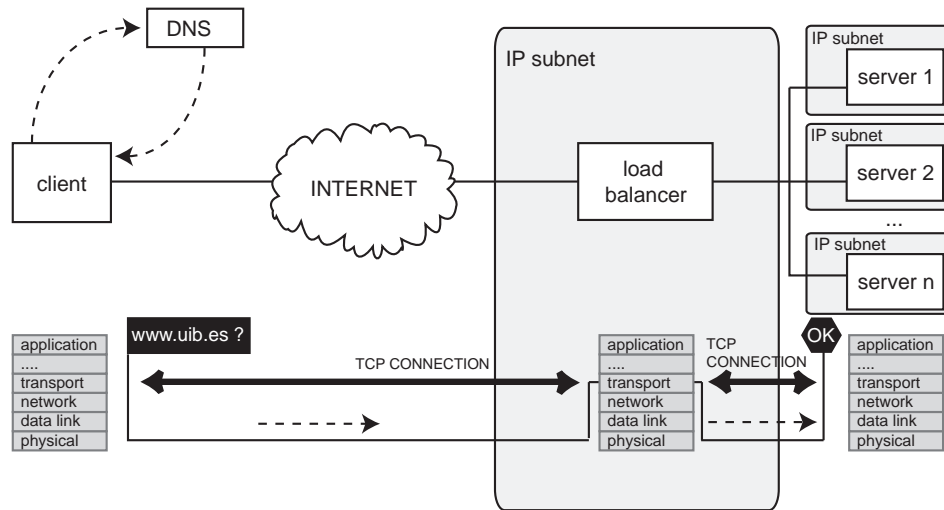 DNS
client
INTERNET
IP subnet
load
balancer
IP subnet
server 1
IP subnet
server 2
...
IP subnet
server n
www.uib.es ?
OK
application
....
transport
network
data link
physical
TCP CONNECTION
application
....
transport
network
data link
physical
TCP
CONNECTION
application
....
transport
network
data link
physical